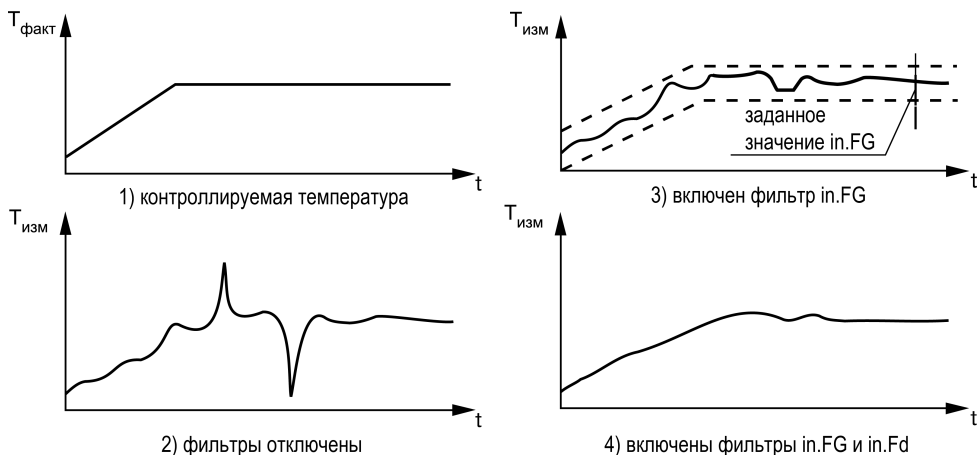 Tфакт
t
1) контроллируемая температура
Tизм
заданное
значение in.FG
t
3) включен фильтр in.FG
Tизм
t
2) фильтры отключены
Tизм
t
4) включены фильтры in.FG и in.Fd